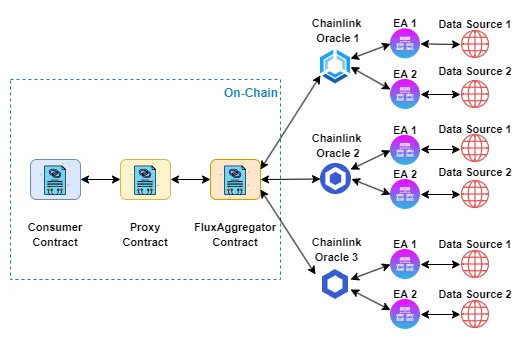 Chainlink
Oracle 1
EA 1
Data Source 1
EA 2
Data Source 2
On-Chain
Chainlink
Oracle 2
EA 1
Data Source 1
EA 2
Data Source 2
Consumer
Contract
Proxy
Contract
FluxAggregator
Contract
Chainlink
Oracle 3
EA 1
Data Source 1
EA 2
Data Source 2